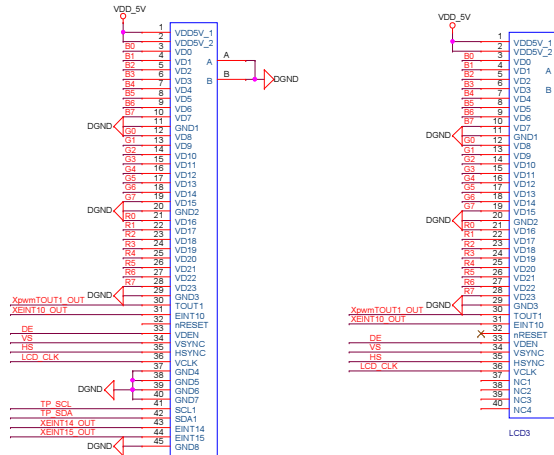 VDD_5V
1 VDD5V_1
2 VDD5V_2
B0 3 VD0
B1 4 VD1 A A
B2 5 VD2
B3 6 VD3 B B DGND
B4 7 VD4
B5 8 VD5
B6 9 VD6
B7 10 VD7
DGND 11 GND1
G0 12 VD8
G1 13 VD9
G2 14 VD10
G3 15 VD11
G4 16 VD12
G5 17 VD13
G6 18 VD14
G7 19 VD15
DGND 20 GND2
R0 21 VD16
R1 22 VD17
R2 23 VD18
R3 24 VD19
R4 25 VD20
R5 26 VD21
R6 27 VD22
R7 28 VD23
DGND 29 GND3
XpwmTOUT1_OUT 30 TOUT1
XEINT10_OUT 31 EINT10
32 nRESET
DE 33 VDEN
VS 34 VSYNC
HS 35 HSYNC
LCD_CLK 36 VCLK
37 GND4
38 GND5
DGND 39 GND6
40 GND7
TP_SCL 41 SCL1
TP_SDA 42 SDA1
XEINT14_OUT 43 EINT14
XEINT15_OUT 44 EINT15
DGND 45 GND8
VDD_5V
1 VDD5V_1
2 VDD5V_2
B0 3 VD0
B1 4 VD1 A
B2 5 VD2
B3 6 VD3 B
B4 7 VD4
B5 8 VD5
B6 9 VD6
B7 10 VD7
DGND 11 GND1
G0 12 VD8
G1 13 VD9
G2 14 VD10
G3 15 VD11
G4 16 VD12
G5 17 VD13
G6 18 VD14
G7 19 VD15
DGND 20 GND2
R0 21 VD16
R1 22 VD17
R2 23 VD18
R3 24 VD19
R4 25 VD20
R5 26 VD21
R6 27 VD22
R7 28 VD23
DGND 29 GND3
XpwmTOUT1_OUT 30 TOUT1
XEINT10_OUT 31 EINT10
32 nRESET
DE 33 VDEN
VS 34 VSYNC
HS 35 HSYNC
LCD_CLK 36 VCLK
37 NC1
38 NC2
39 NC3
40 NC4
LCD3